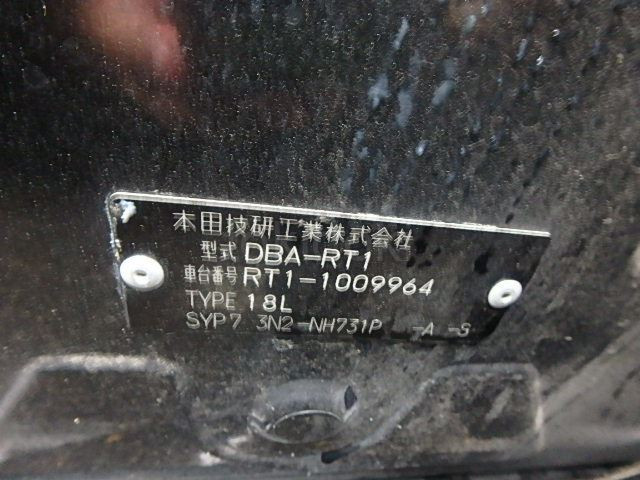 本田技研工業株式会社
型式 DBA-RT1
車台番号 RT1-1009964
TYPE 18L
SYP7 3N2-NH731P -A -S